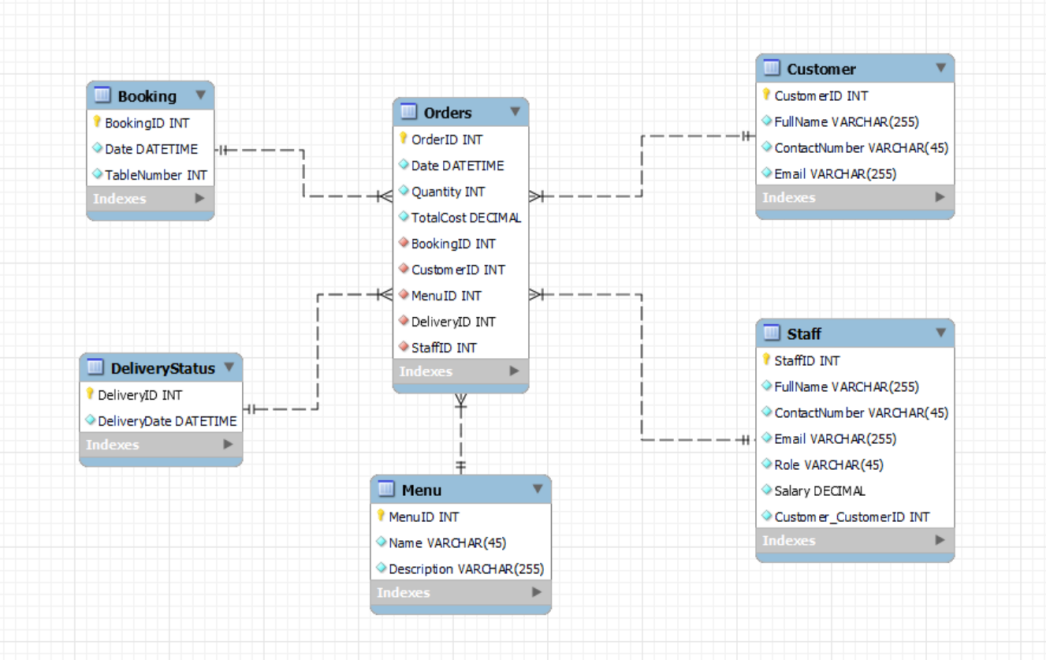 Booking
BookingID INT
Date DATETIME
TableNumber INT
Indexes
Orders
OrderID INT
Date DATETIME
Quantity INT
TotalCost DECIMAL
BookingID INT
CustomerID INT
MenuID INT
DeliveryID INT
StaffID INT
Indexes
Customer
CustomerID INT
FullName VARCHAR(255)
ContactNumber VARCHAR(45)
Email VARCHAR(255)
Indexes
DeliveryStatus
DeliveryID INT
DeliveryDate DATETIME
Indexes
Menu
MenuID INT
Name VARCHAR(45)
Description VARCHAR(255)
Indexes
Staff
StaffID INT
FullName VARCHAR(255)
ContactNumber VARCHAR(45)
Email VARCHAR(255)
Role VARCHAR(45)
Salary DECIMAL
Customer_CustomerID INT
Indexes